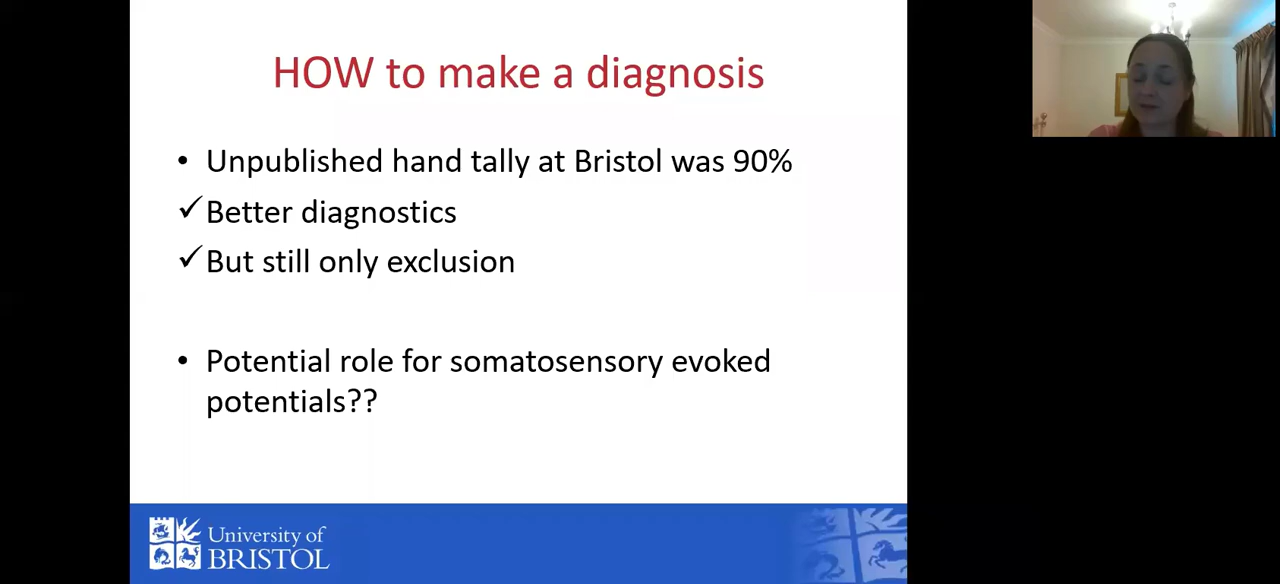 HOW to make a diagnosis
• Unpublished hand tally at Bristol was 90%
✓ Better diagnostics
✓ But still only exclusion
• Potential role for somatosensory evoked
potentials??
University of
BRISTOL